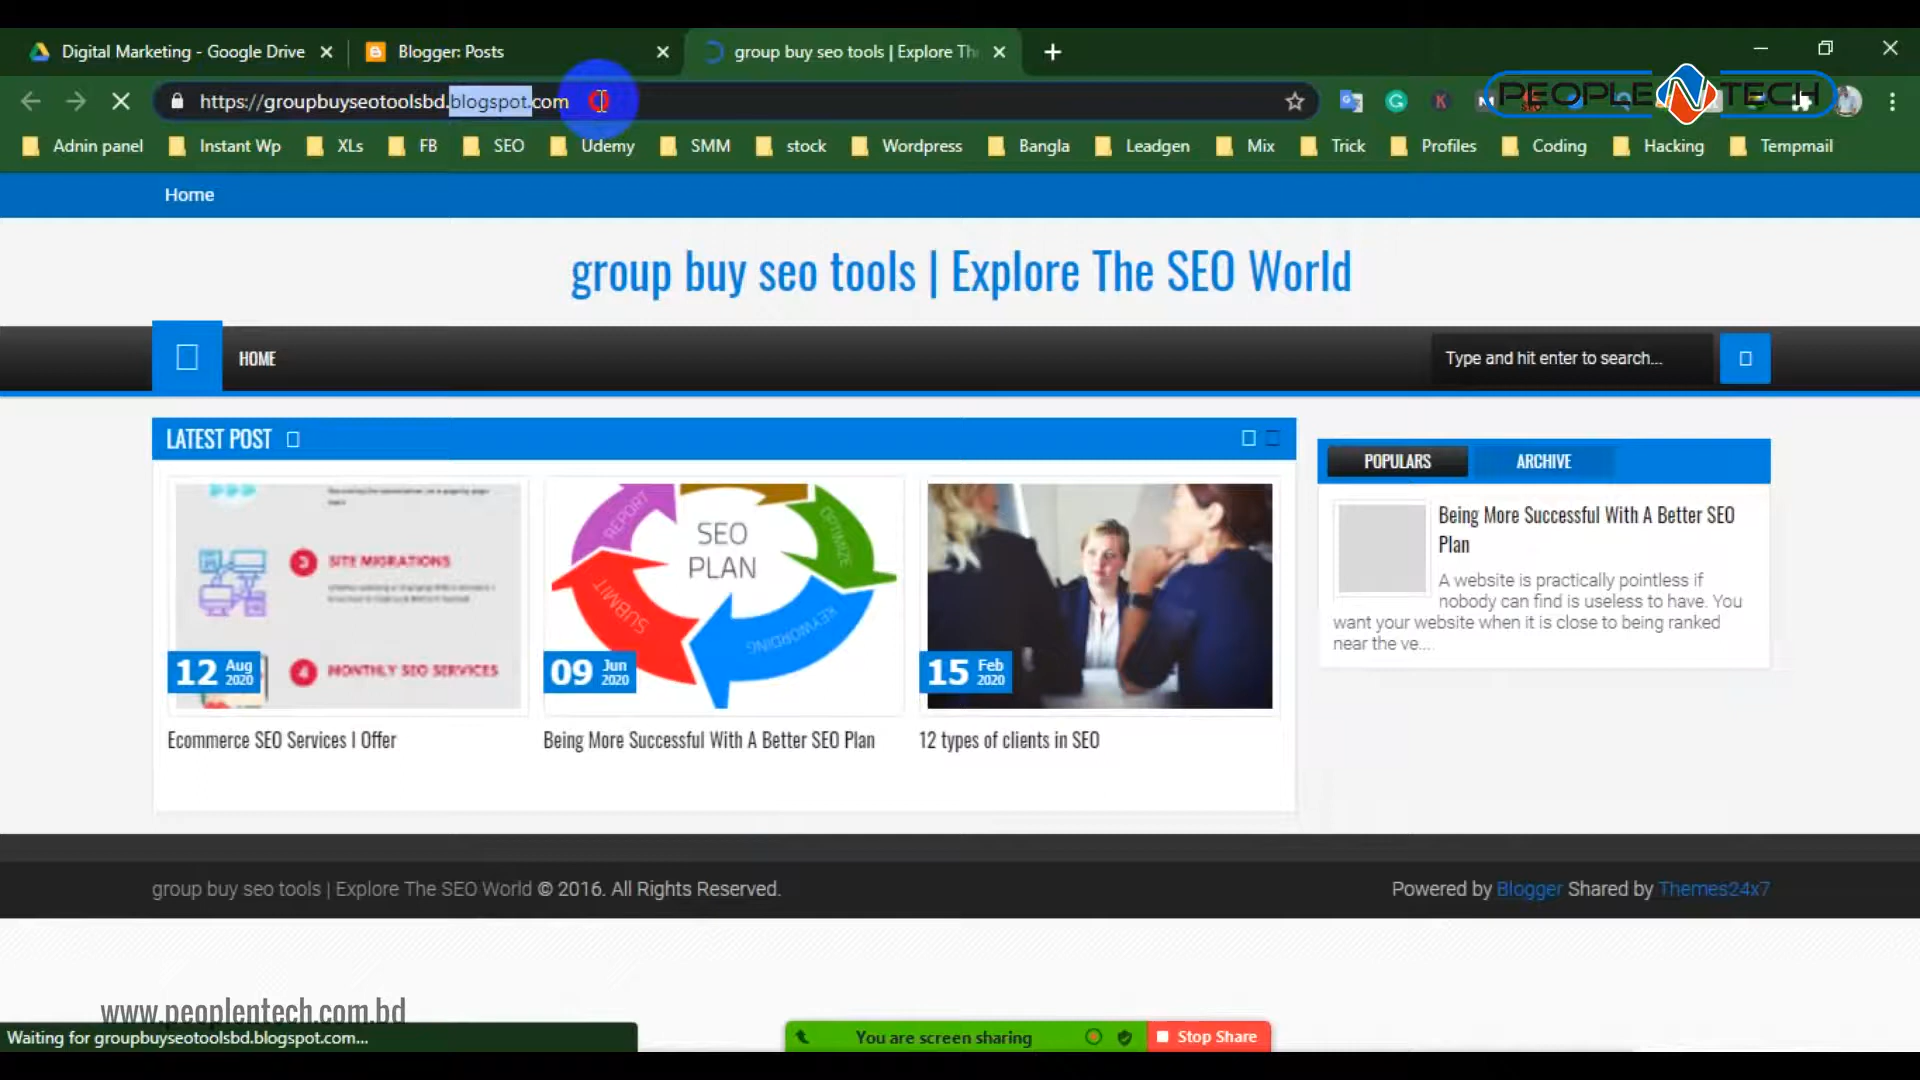 Digital Marketing - Google Drive
Blogger: Posts
group buy seo tools | Explore Th
https://groupbuyseotoolsbd.blogspot.com
PEOPLE N TECH
Adnin panel
Instant Wp
XLs
FB
SEO
Udemy
SMM
stock
Wordpress
Bangla
Leadgen
Mix
Trick
Profiles
Coding
Hacking
Tempmail
Home
group buy seo tools | Explore The SEO World
HOME
Type and hit enter to search...
LATEST POST
POPULARS
ARCHIVE
3 SITE MIGRATIONS
4 MONTHLY SEO SERVICES
12 Aug 2020
REPORT
OPTIMIZE
SEO
PLAN
SUBMIT
KEYWORDING
09 Jun 2020
15 Feb 2020
Ecommerce SEO Services I Offer
Being More Successful With A Better SEO Plan
12 types of clients in SEO
Being More Successful With A Better SEO
Plan
A website is practically pointless if
nobody can find is useless to have. You
want your website when it is close to being ranked
near the ve....
group buy seo tools | Explore The SEO World © 2016. All Rights Reserved.
Powered by Blogger Shared by Themes24x7
www.peoplentech.com.bd
Waiting for groupbuyseotoolsbd.blogspot.com...
You are screen sharing
Stop Share